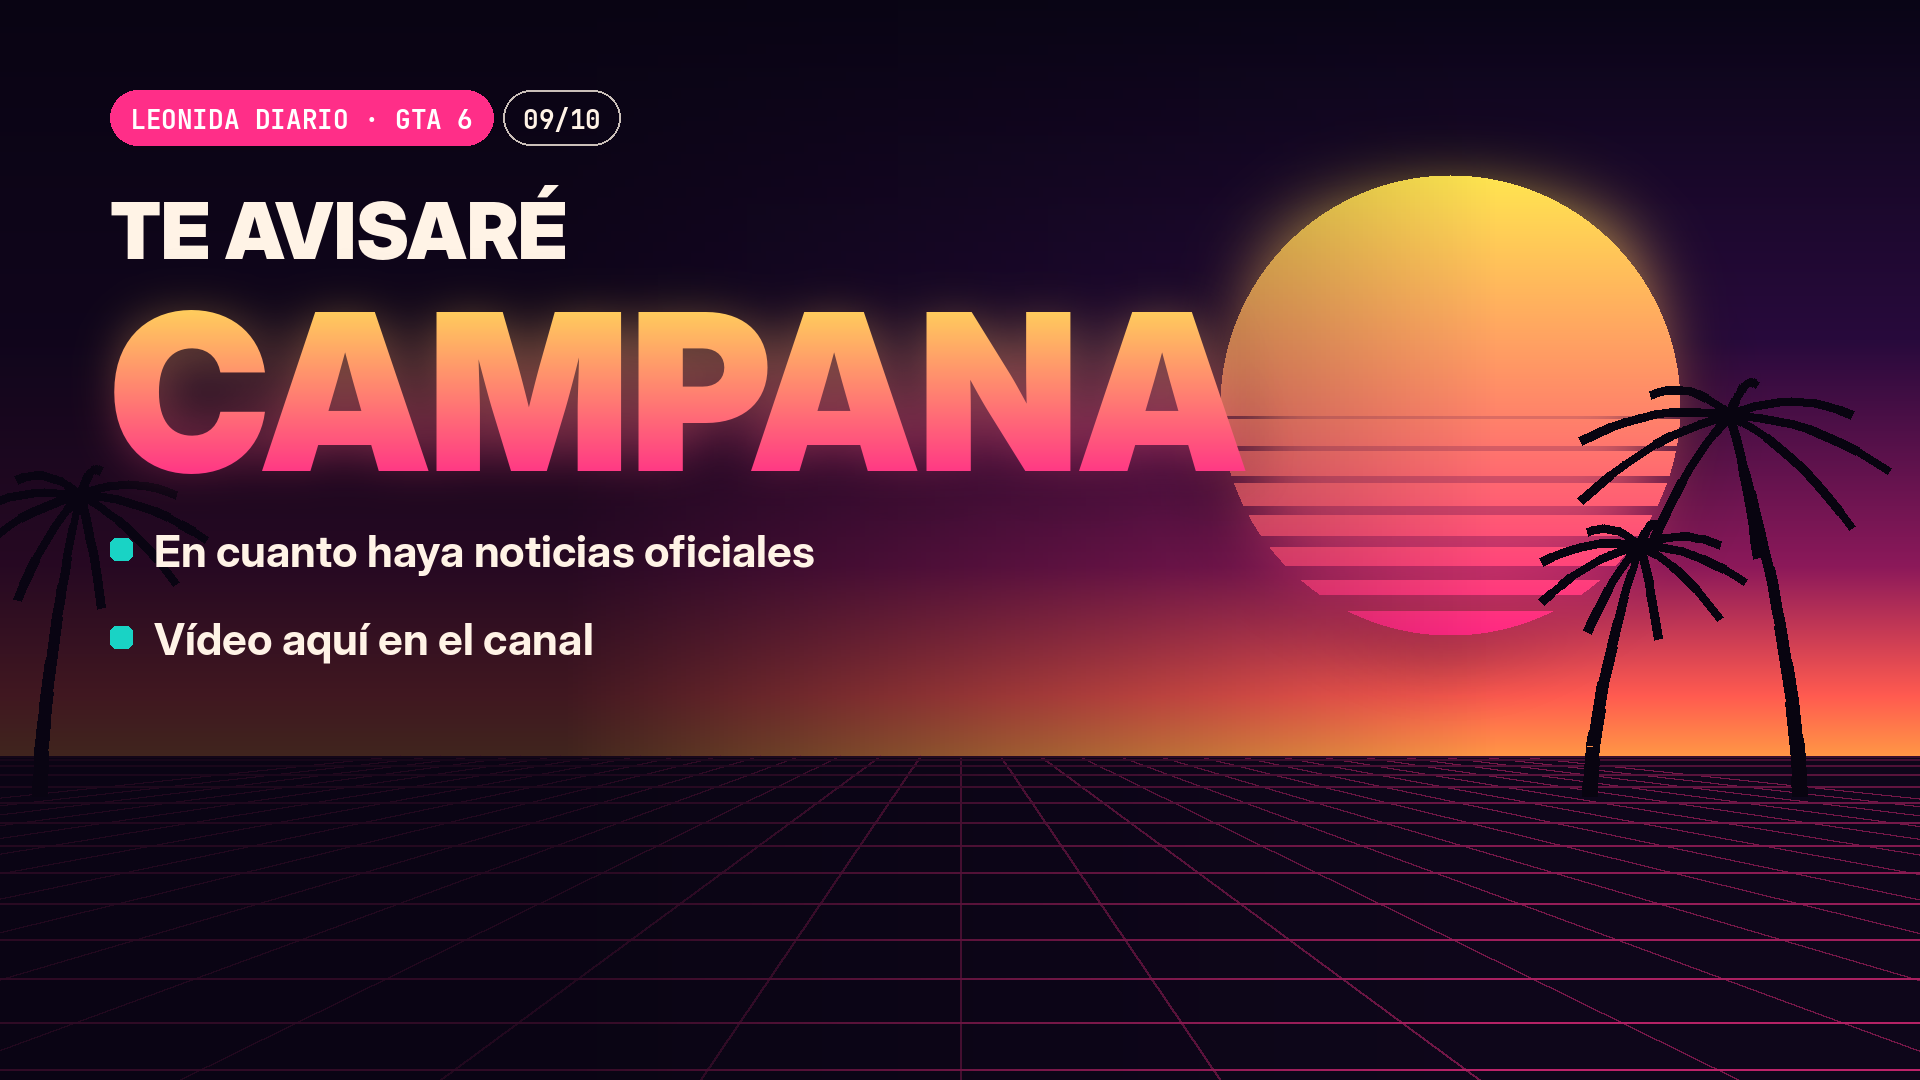 LEONIDA DIARIO · GTA 6
09/10
TE AVISARÉ
CAMPANA
En cuanto haya noticias oficiales
Vídeo aquí en el canal